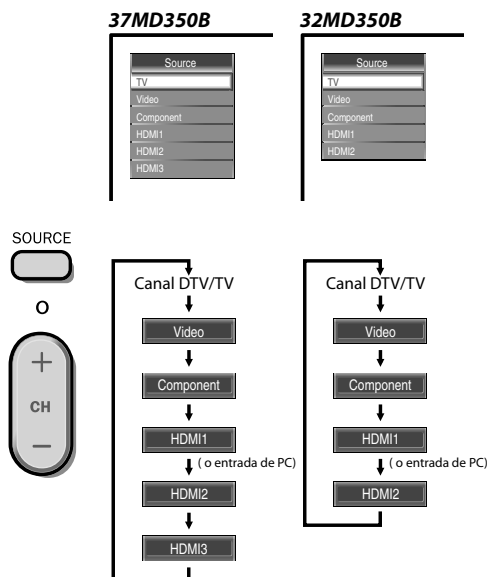 37MD350B
Source
TV
Video
Component
HDMI1
HDMI2
HDMI3
32MD350B
Source
TV
Video
Component
HDMI1
HDMI2
SOURCE
O
+
CH
—
Canal DTV/TV
Video
Component
HDMI1
( o entrada de PC)
HDMI2
HDMI3
Canal DTV/TV
Video
Component
HDMI1
( o entrada de PC)
HDMI2